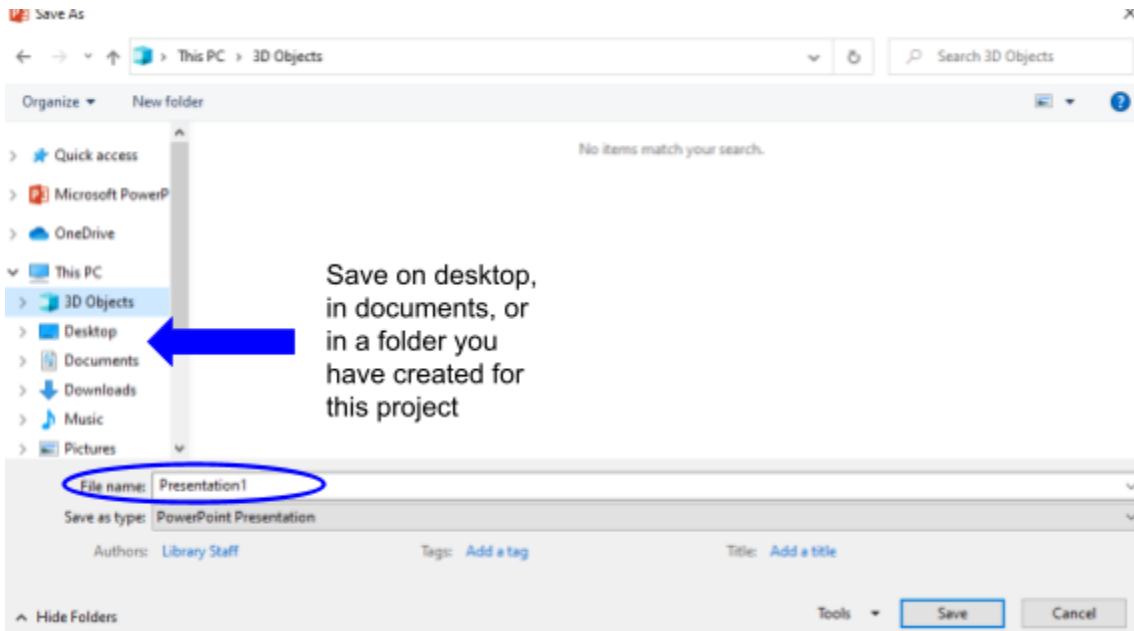 Save As
This PC > 3D Objects
Search 3D Objects
Organize
New folder
No items match your search.
Quick access
Microsoft PowerP
OneDrive
This PC
3D Objects
Desktop
Documents
Downloads
Music
Pictures
Save on desktop,
in documents, or
in a folder you
have created for
this project
File name: Presentation1
Save as type: PowerPoint Presentation
Authors: Library Staff
Tags: Add a tag
Title: Add a title
Hide Folders
Tools
Save
Cancel